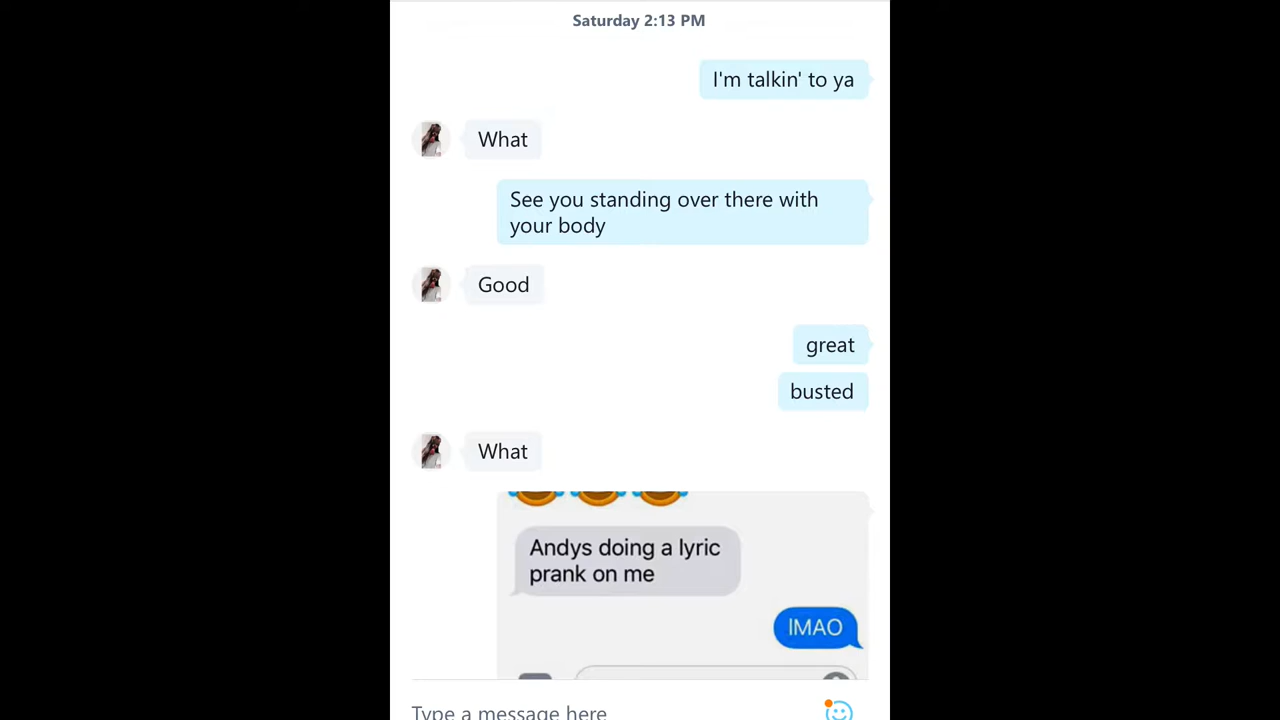 Saturday 2:13 PM
I'm talkin' to ya
What
See you standing over there with
your body
Good
great
busted
What
Andys doing a lyric
prank on me
lMAO
Type a message here